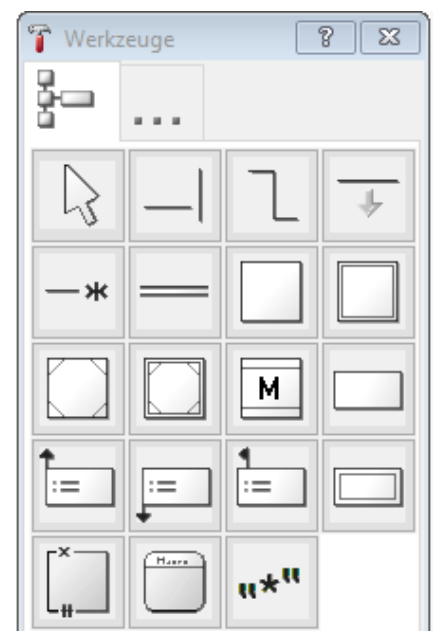 Werkzeuge
...
M
:= := :=
"*"